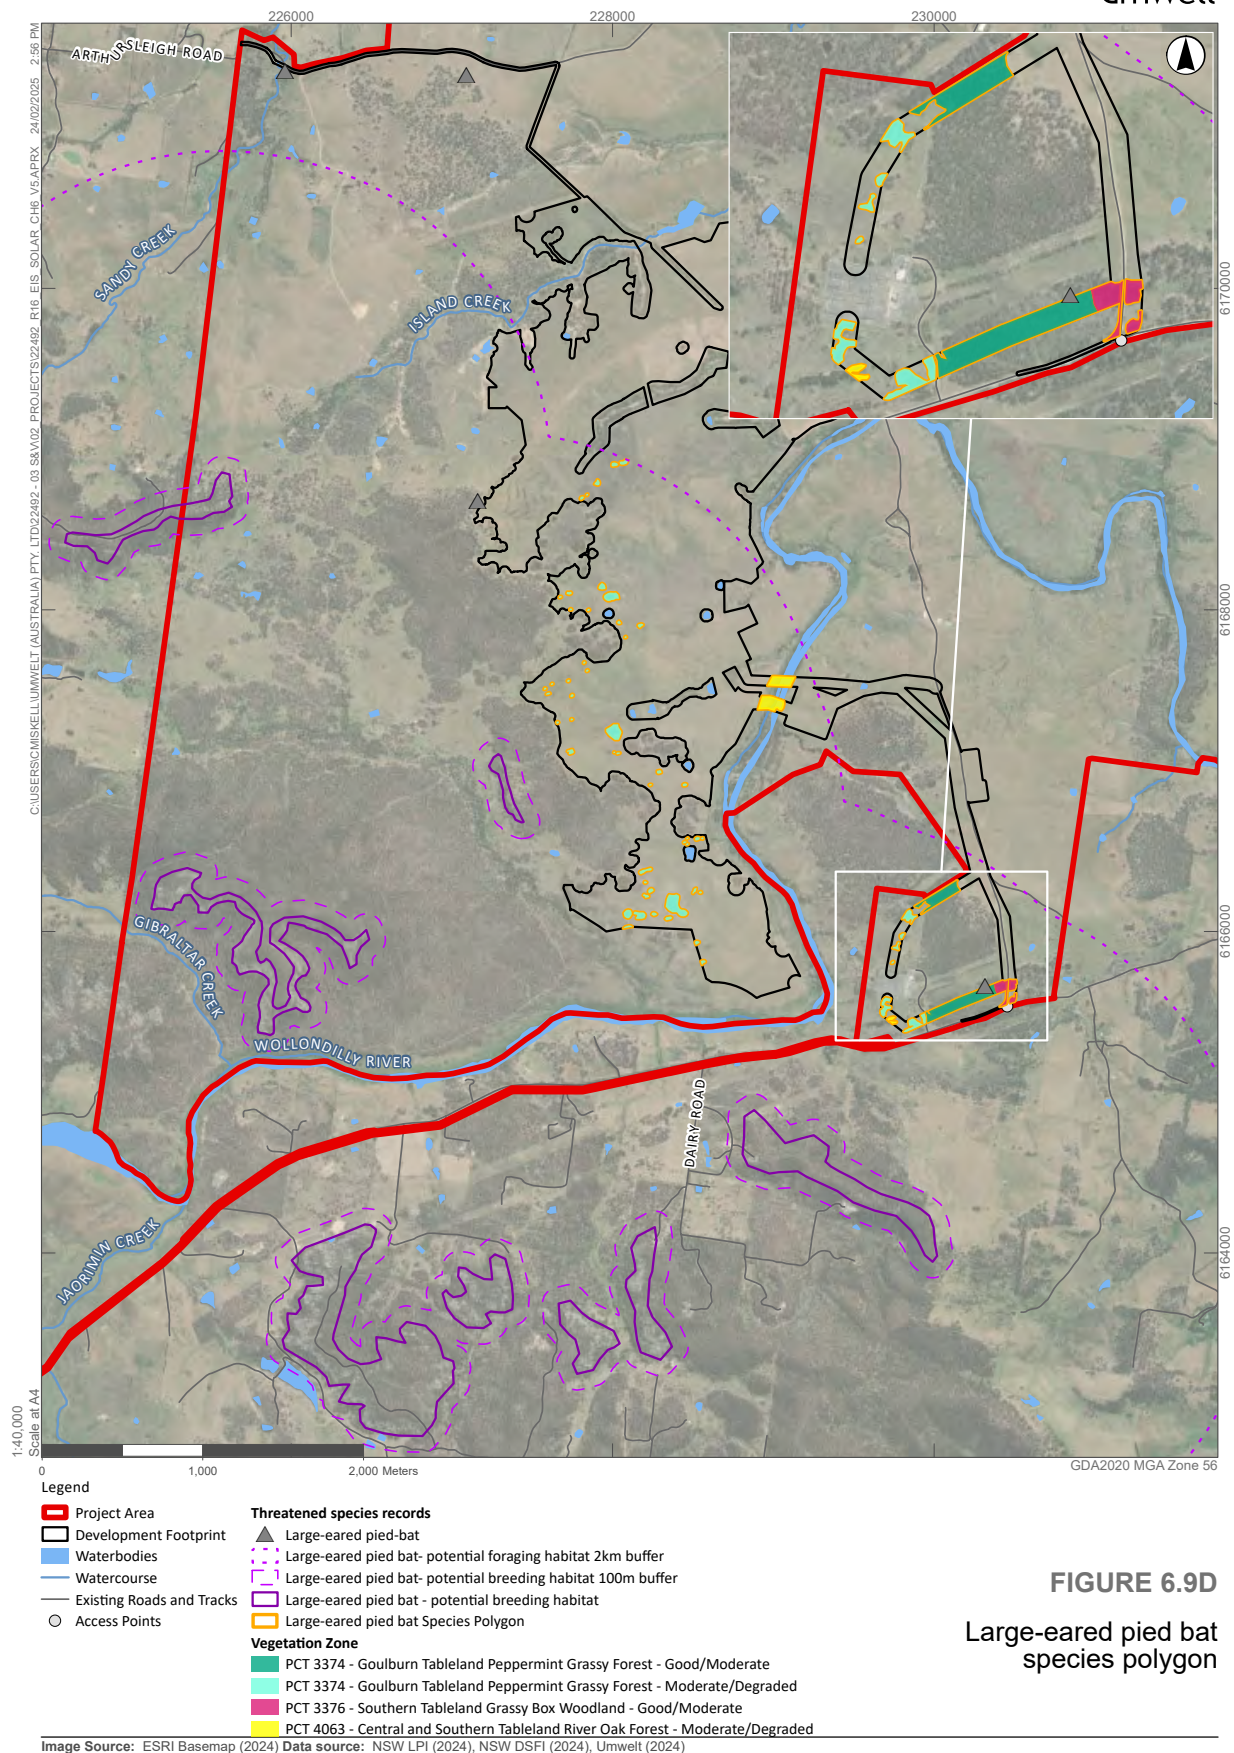 umwelt
226000
228000
230000
C:\USERS\CMISKELL\UMWELT (AUSTRALIA) PTY. LTD\22492 - 03 S&V\02_PROJECTS\22492_R16_EIS_SOLAR_CH6_V5.APRX 24/02/2025 2:56 PM
ARTHURSLEIGH ROAD
SANDY CREEK
ISLAND CREEK
6170000
6168000
6166000
GIBRALTAR CREEK
WOLLONDILLY RIVER
DAIRY ROAD
JAORIMIN CREEK
6164000
1:40,000
Scale at A4
0
1,000
2,000 Meters
GDA2020 MGA Zone 56
Legend
Project Area
Development Footprint
Waterbodies
Watercourse
Existing Roads and Tracks
Access Points
Threatened species records
Large-eared pied-bat
Large-eared pied bat- potential foraging habitat 2km buffer
Large-eared pied bat- potential breeding habitat 100m buffer
Large-eared pied bat - potential breeding habitat
Large-eared pied bat Species Polygon
Vegetation Zone
PCT 3374 - Goulburn Tableland Peppermint Grassy Forest - Good/Moderate
PCT 3374 - Goulburn Tableland Peppermint Grassy Forest - Moderate/Degraded
PCT 3376 - Southern Tableland Grassy Box Woodland - Good/Moderate
PCT 4063 - Central and Southern Tableland River Oak Forest - Moderate/Degraded
FIGURE 6.9D
Large-eared pied bat
species polygon
Image Source: ESRI Basemap (2024) Data source: NSW LPI (2024), NSW DSFI (2024), Umwelt (2024)